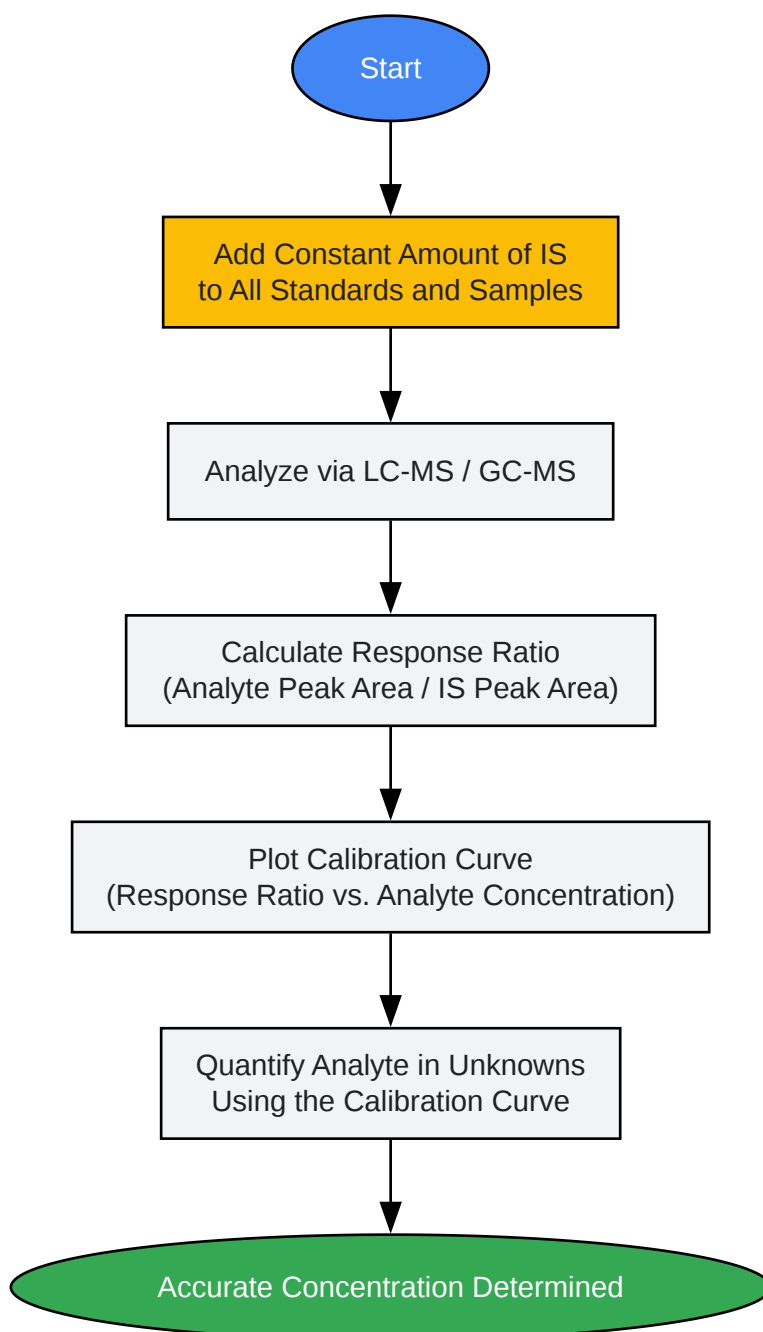 Start
Add Constant Amount of IS
to All Standards and Samples
Analyze via LC-MS / GC-MS
Calculate Response Ratio
(Analyte Peak Area / IS Peak Area)
Plot Calibration Curve
(Response Ratio vs. Analyte Concentration)
Quantify Analyte in Unknowns
Using the Calibration Curve
Accurate Concentration Determined